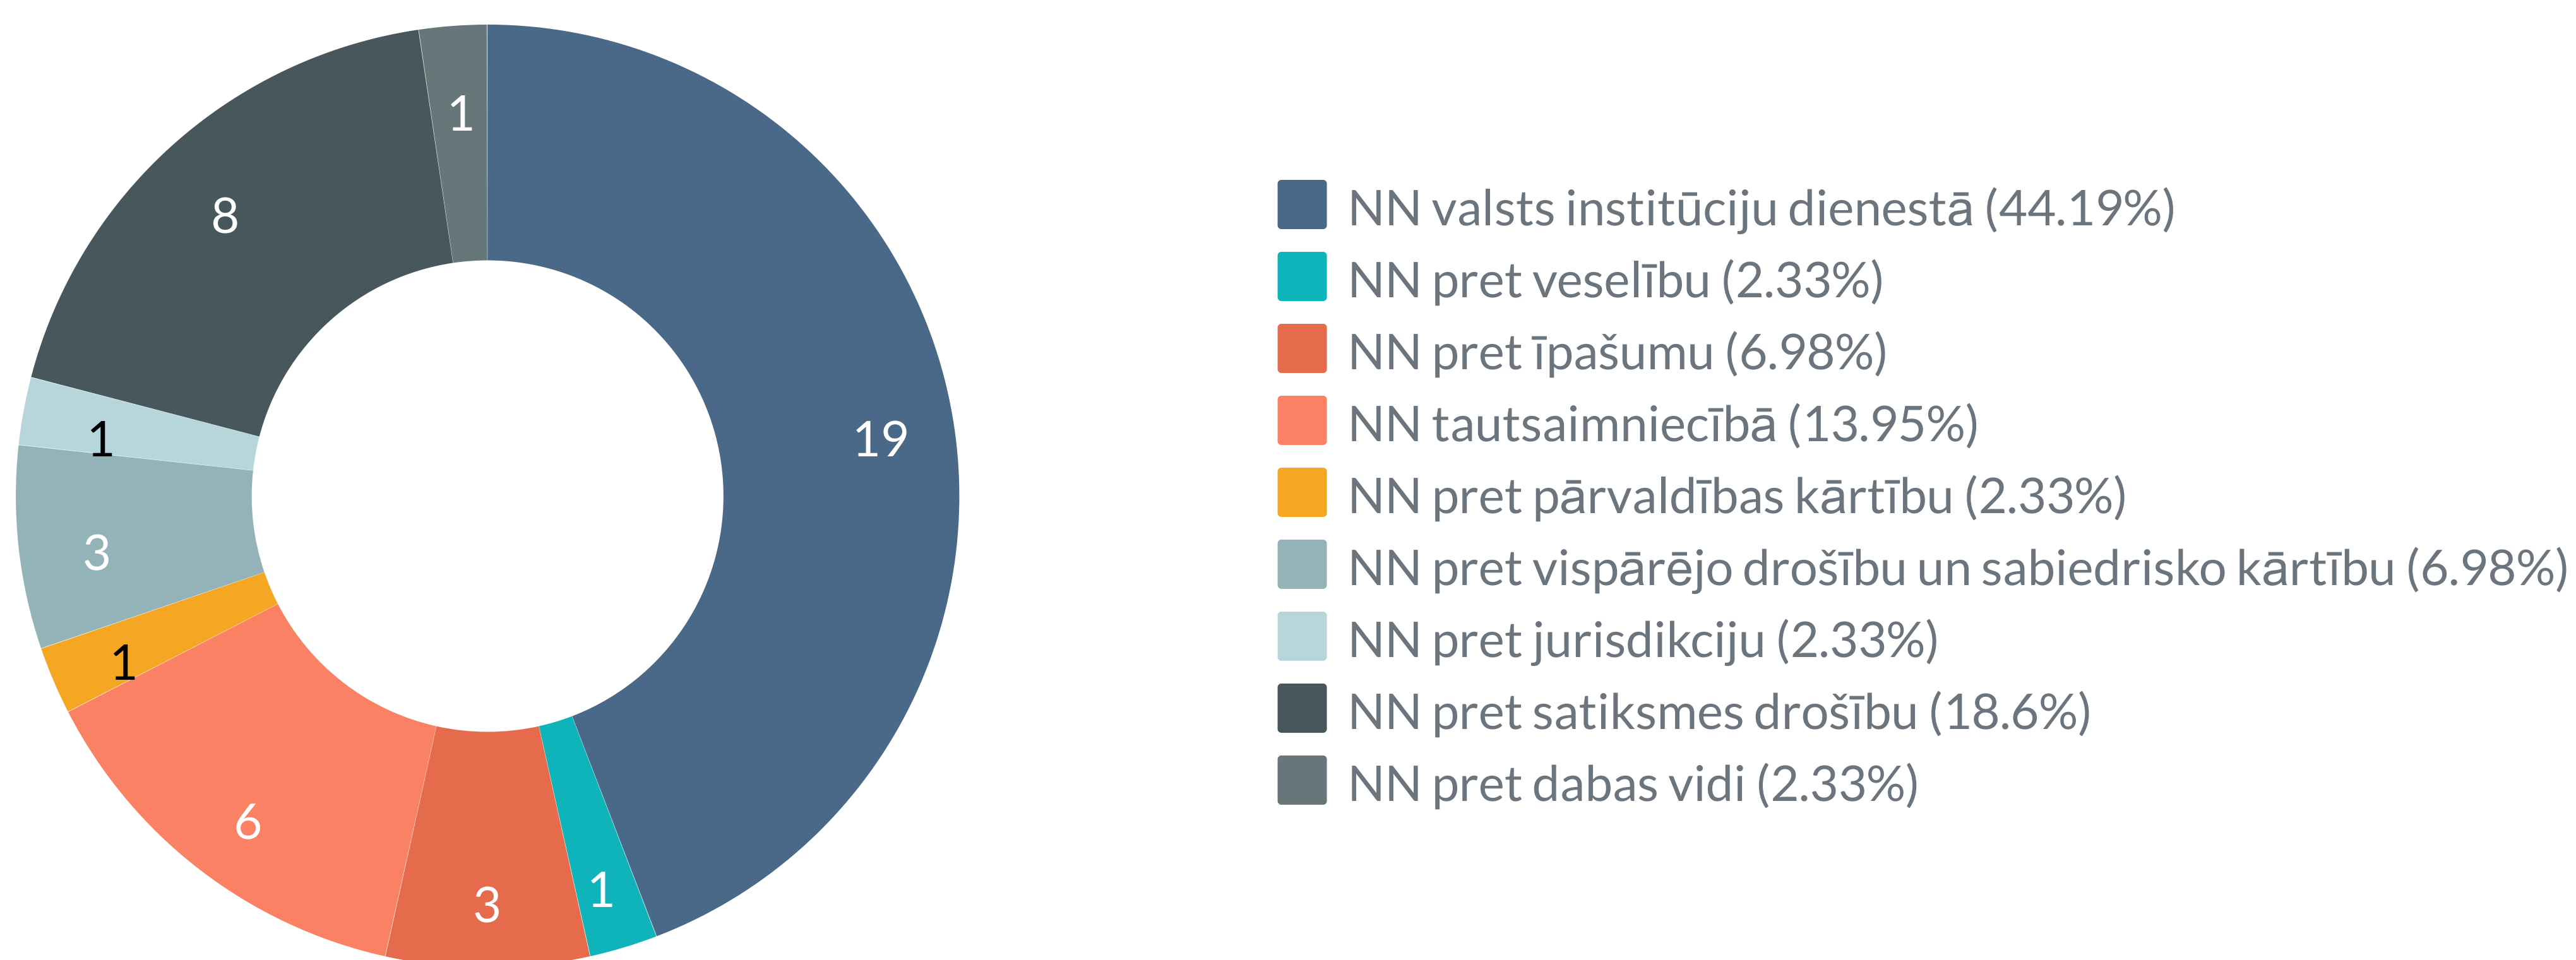 1
8
19
1
3
1
6
3
1
NN valsts institūciju dienestā (44.19%)
NN pret veselību (2.33%)
NN pret īpašumu (6.98%)
NN tautsaimniecībā (13.95%)
NN pret pārvaldības kārtību (2.33%)
NN pret vispārējo drošību un sabiedrisko kārtību (6.98%)
NN pret jurisdikciju (2.33%)
NN pret satiksmes drošību (18.6%)
NN pret dabas vidi (2.33%)